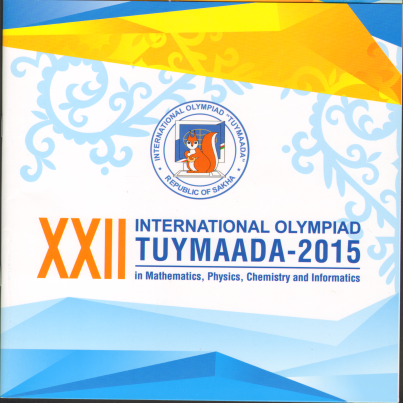 INTERNATIONAL OLYMPIAD "TUYMAADA"
REPUBLIC OF SAKHA
XXII
INTERNATIONAL OLYMPIAD
TUYMAADA-2015
in Mathematics, Physics, Chemistry and Informatics